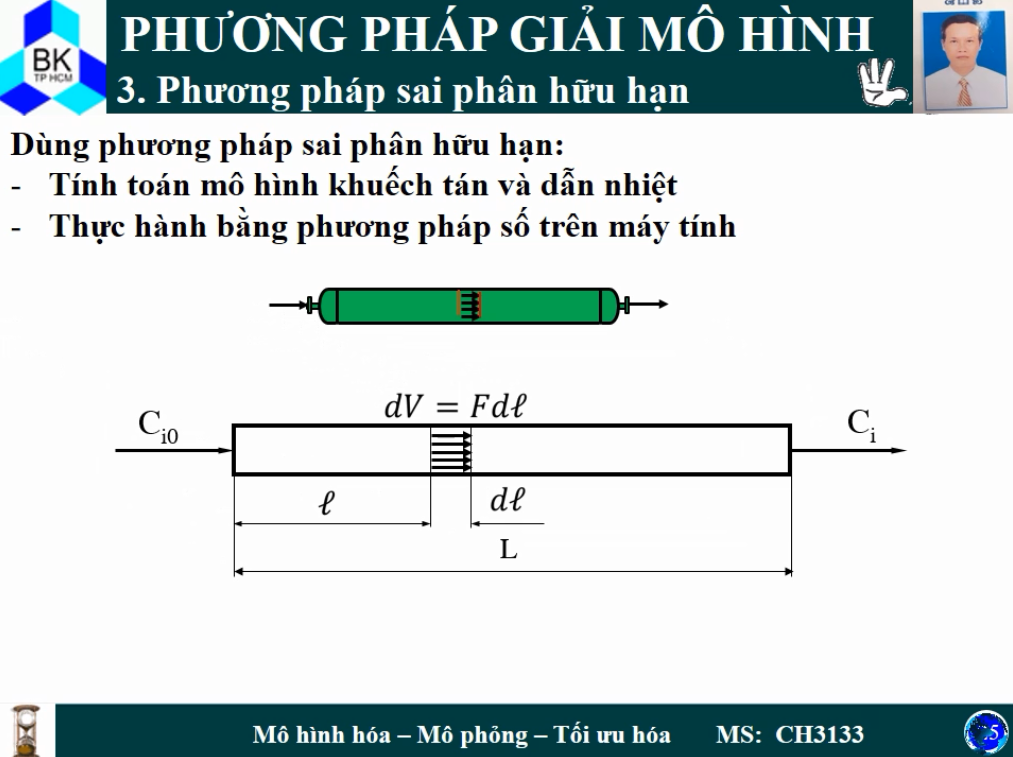 PHƯƠNG PHÁP GIẢI MÔ HÌNH
BK
TP HCM
3. Phương pháp sai phân hữu hạn
Dùng phương pháp sai phân hữu hạn:
- Tính toán mô hình khuếch tán và dẫn nhiệt
- Thực hành bằng phương pháp số trên máy tính
dV = Fdℓ
Ci0
Ci
ℓ
dℓ
L
Mô hình hóa – Mô phỏng – Tối ưu hóa MS: CH3133